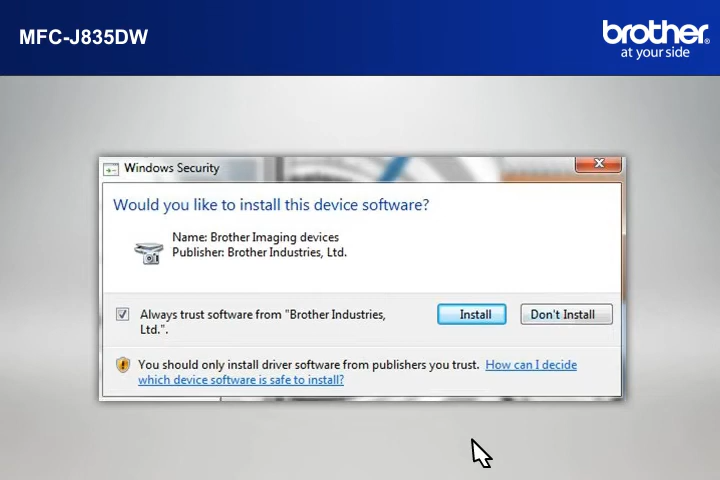 MFC-J835DW
brother®
at your side
Windows Security
Would you like to install this device software?
Name: Brother Imaging devices
Publisher: Brother Industries, Ltd.
Always trust software from "Brother Industries,
Ltd.".
Install
Don't Install
You should only install driver software from publishers you trust. How can I decide
which device software is safe to install?